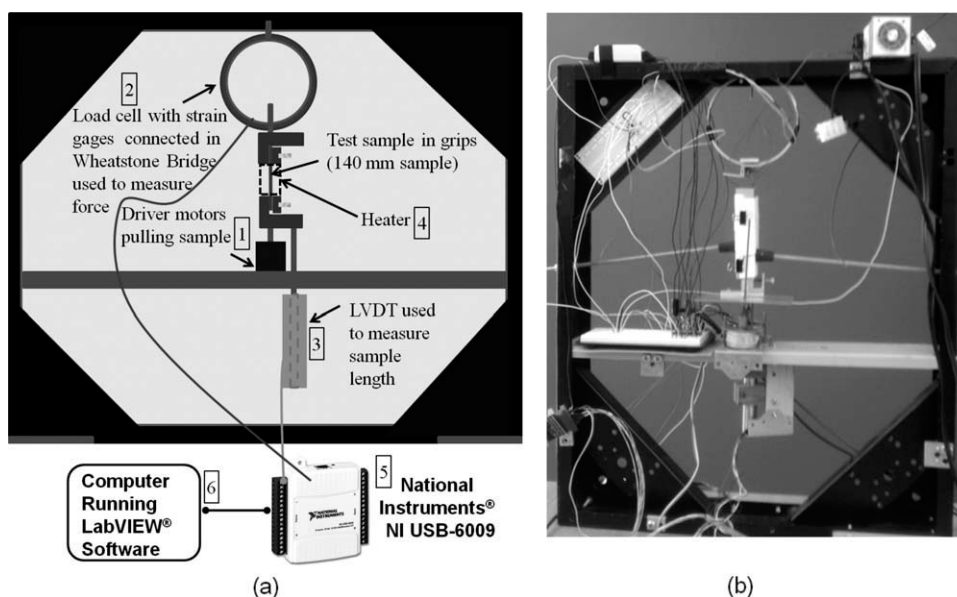 2
Load cell with strain
gages connected in
Wheatstone Bridge
used to measure
force
Driver motors
pulling sample
1
Test sample in grips
(140 mm sample)
Heater
4
LVDT used
to measure
sample
length
3
Computer
Running
LabVIEW®
Software
6
5
National
Instruments®
NI USB-6009
NATIONAL
INSTRUMENTS
(a)
(b)